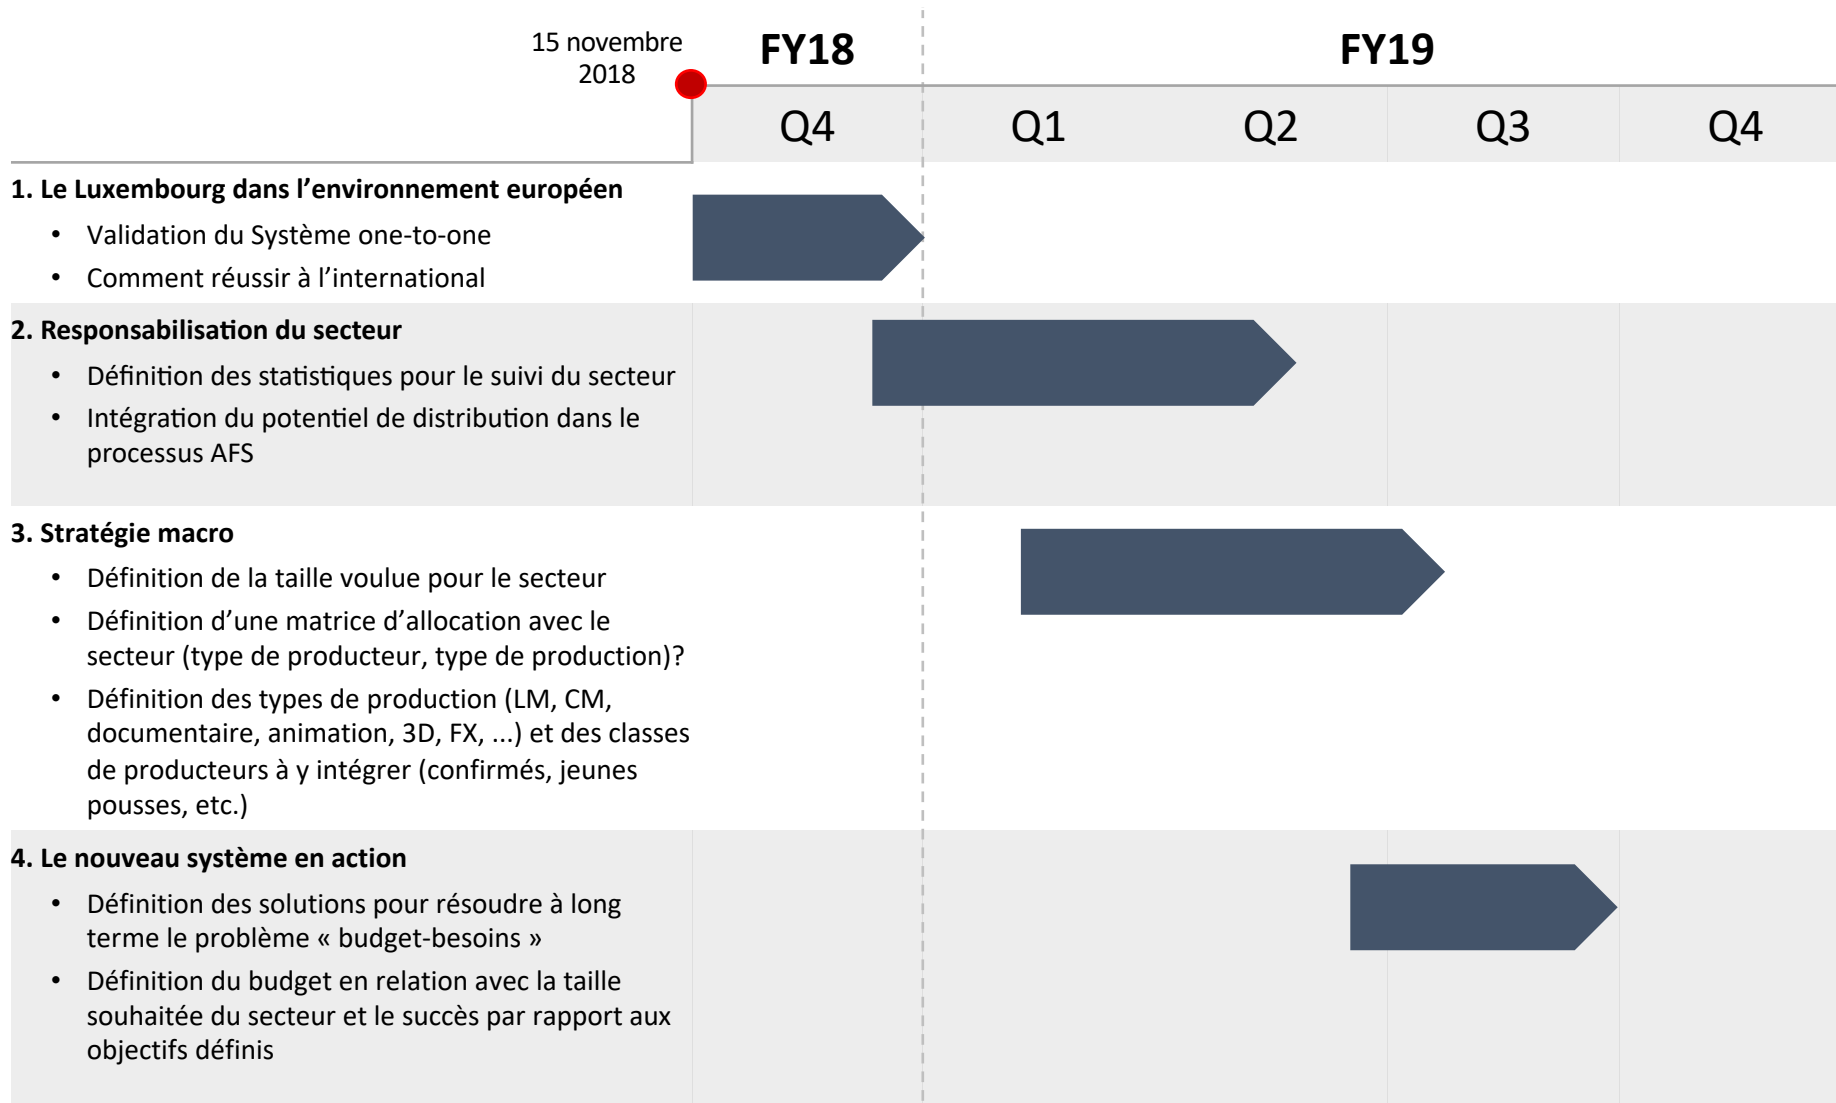 15 novembre
2018
FY18
FY19
Q4
Q1
Q2
Q3
Q4
1. Le Luxembourg dans l’environnement européen
• Validation du Système one-to-one
• Comment réussir à l’international
2. Responsabilisation du secteur
• Définition des statistiques pour le suivi du secteur
• Intégration du potentiel de distribution dans le
processus AFS
3. Stratégie macro
• Définition de la taille voulue pour le secteur
• Définition d’une matrice d’allocation avec le
secteur (type de producteur, type de production)?
• Définition des types de production (LM, CM,
documentaire, animation, 3D, FX, ...) et des classes
de producteurs à y intégrer (confirmés, jeunes
pousses, etc.)
4. Le nouveau système en action
• Définition des solutions pour résoudre à long
terme le problème « budget-besoins »
• Définition du budget en relation avec la taille
souhaitée du secteur et le succès par rapport aux
objectifs définis